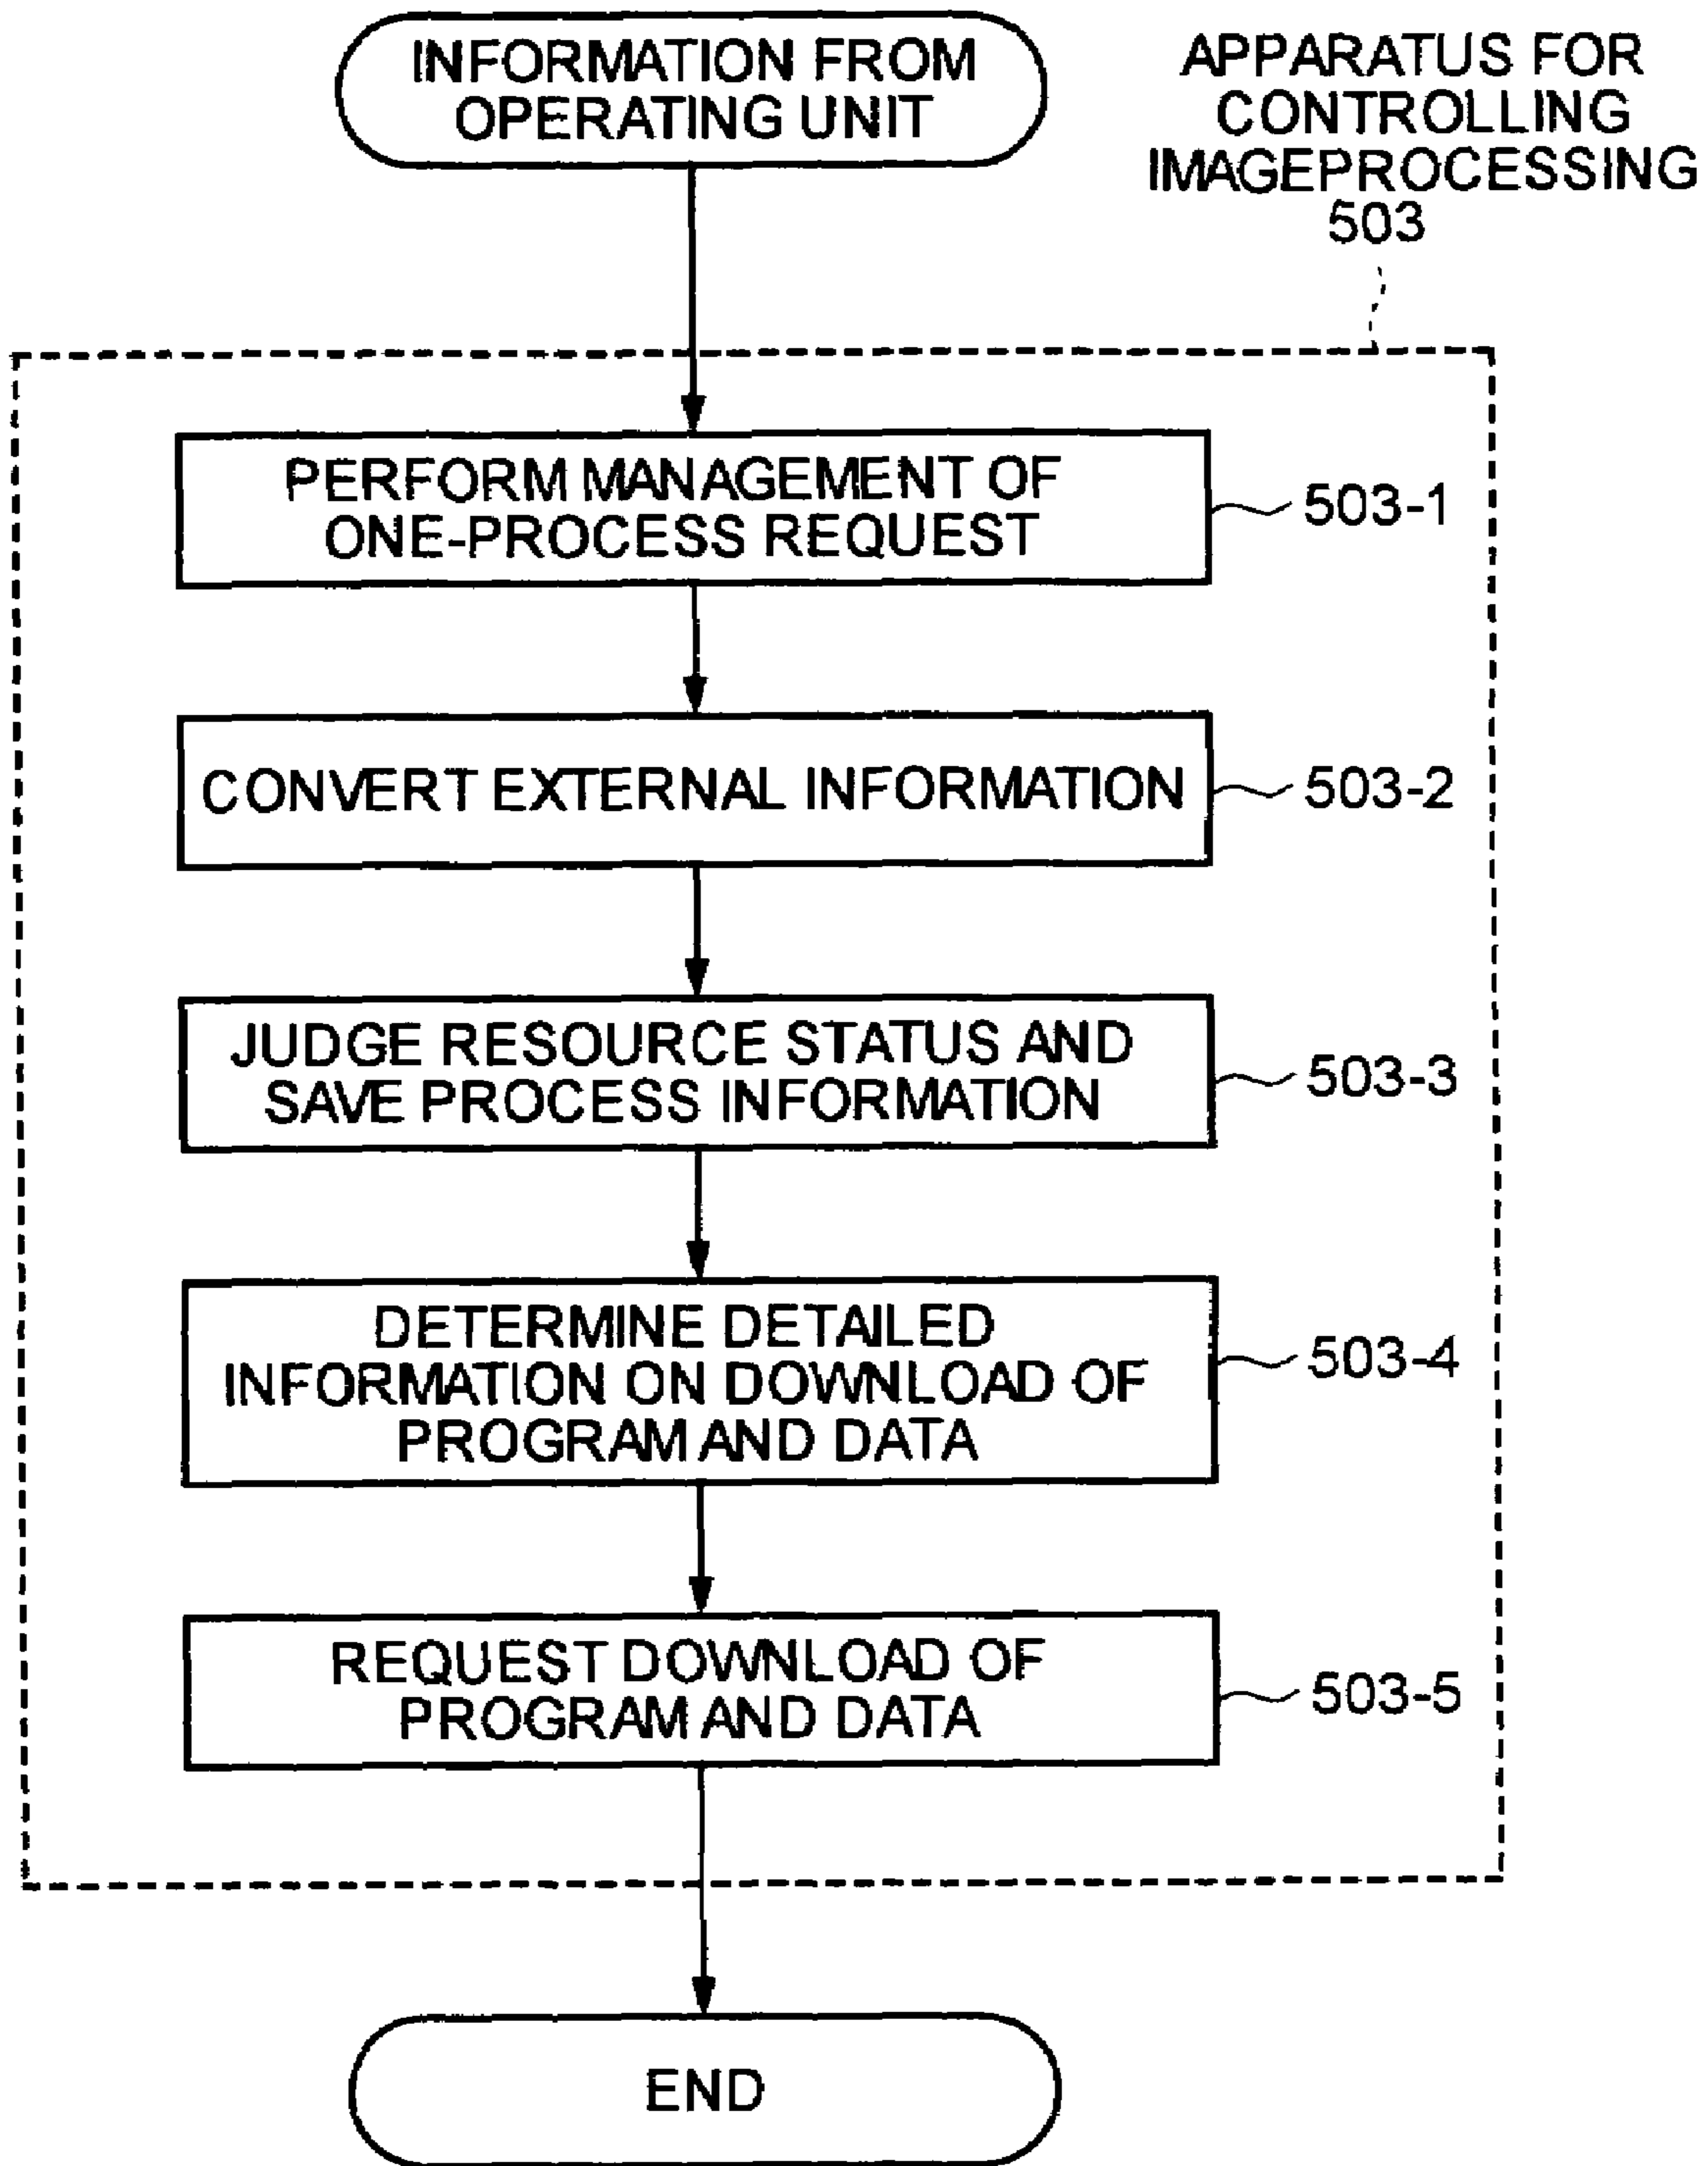 INFORMATION FROM
OPERATING UNIT
APPARATUS FOR
CONTROLLING
IMAGEPROCESSING
503
PERFORM MANAGEMENT OF
ONE-PROCESS REQUEST
503-1
CONVERT EXTERNAL INFORMATION
503-2
JUDGE RESOURCE STATUS AND
SAVE PROCESS INFORMATION
503-3
DETERMINE DETAILED
INFORMATION ON DOWNLOAD OF
PROGRAM AND DATA
503-4
REQUEST DOWNLOAD OF
PROGRAM AND DATA
503-5
END